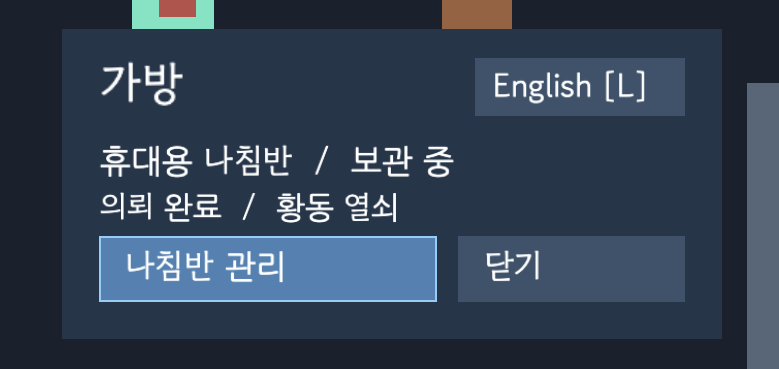 가방
English [L]
휴대용 나침반 / 보관 중
의뢰 완료 / 황동 열쇠
나침반 관리
닫기